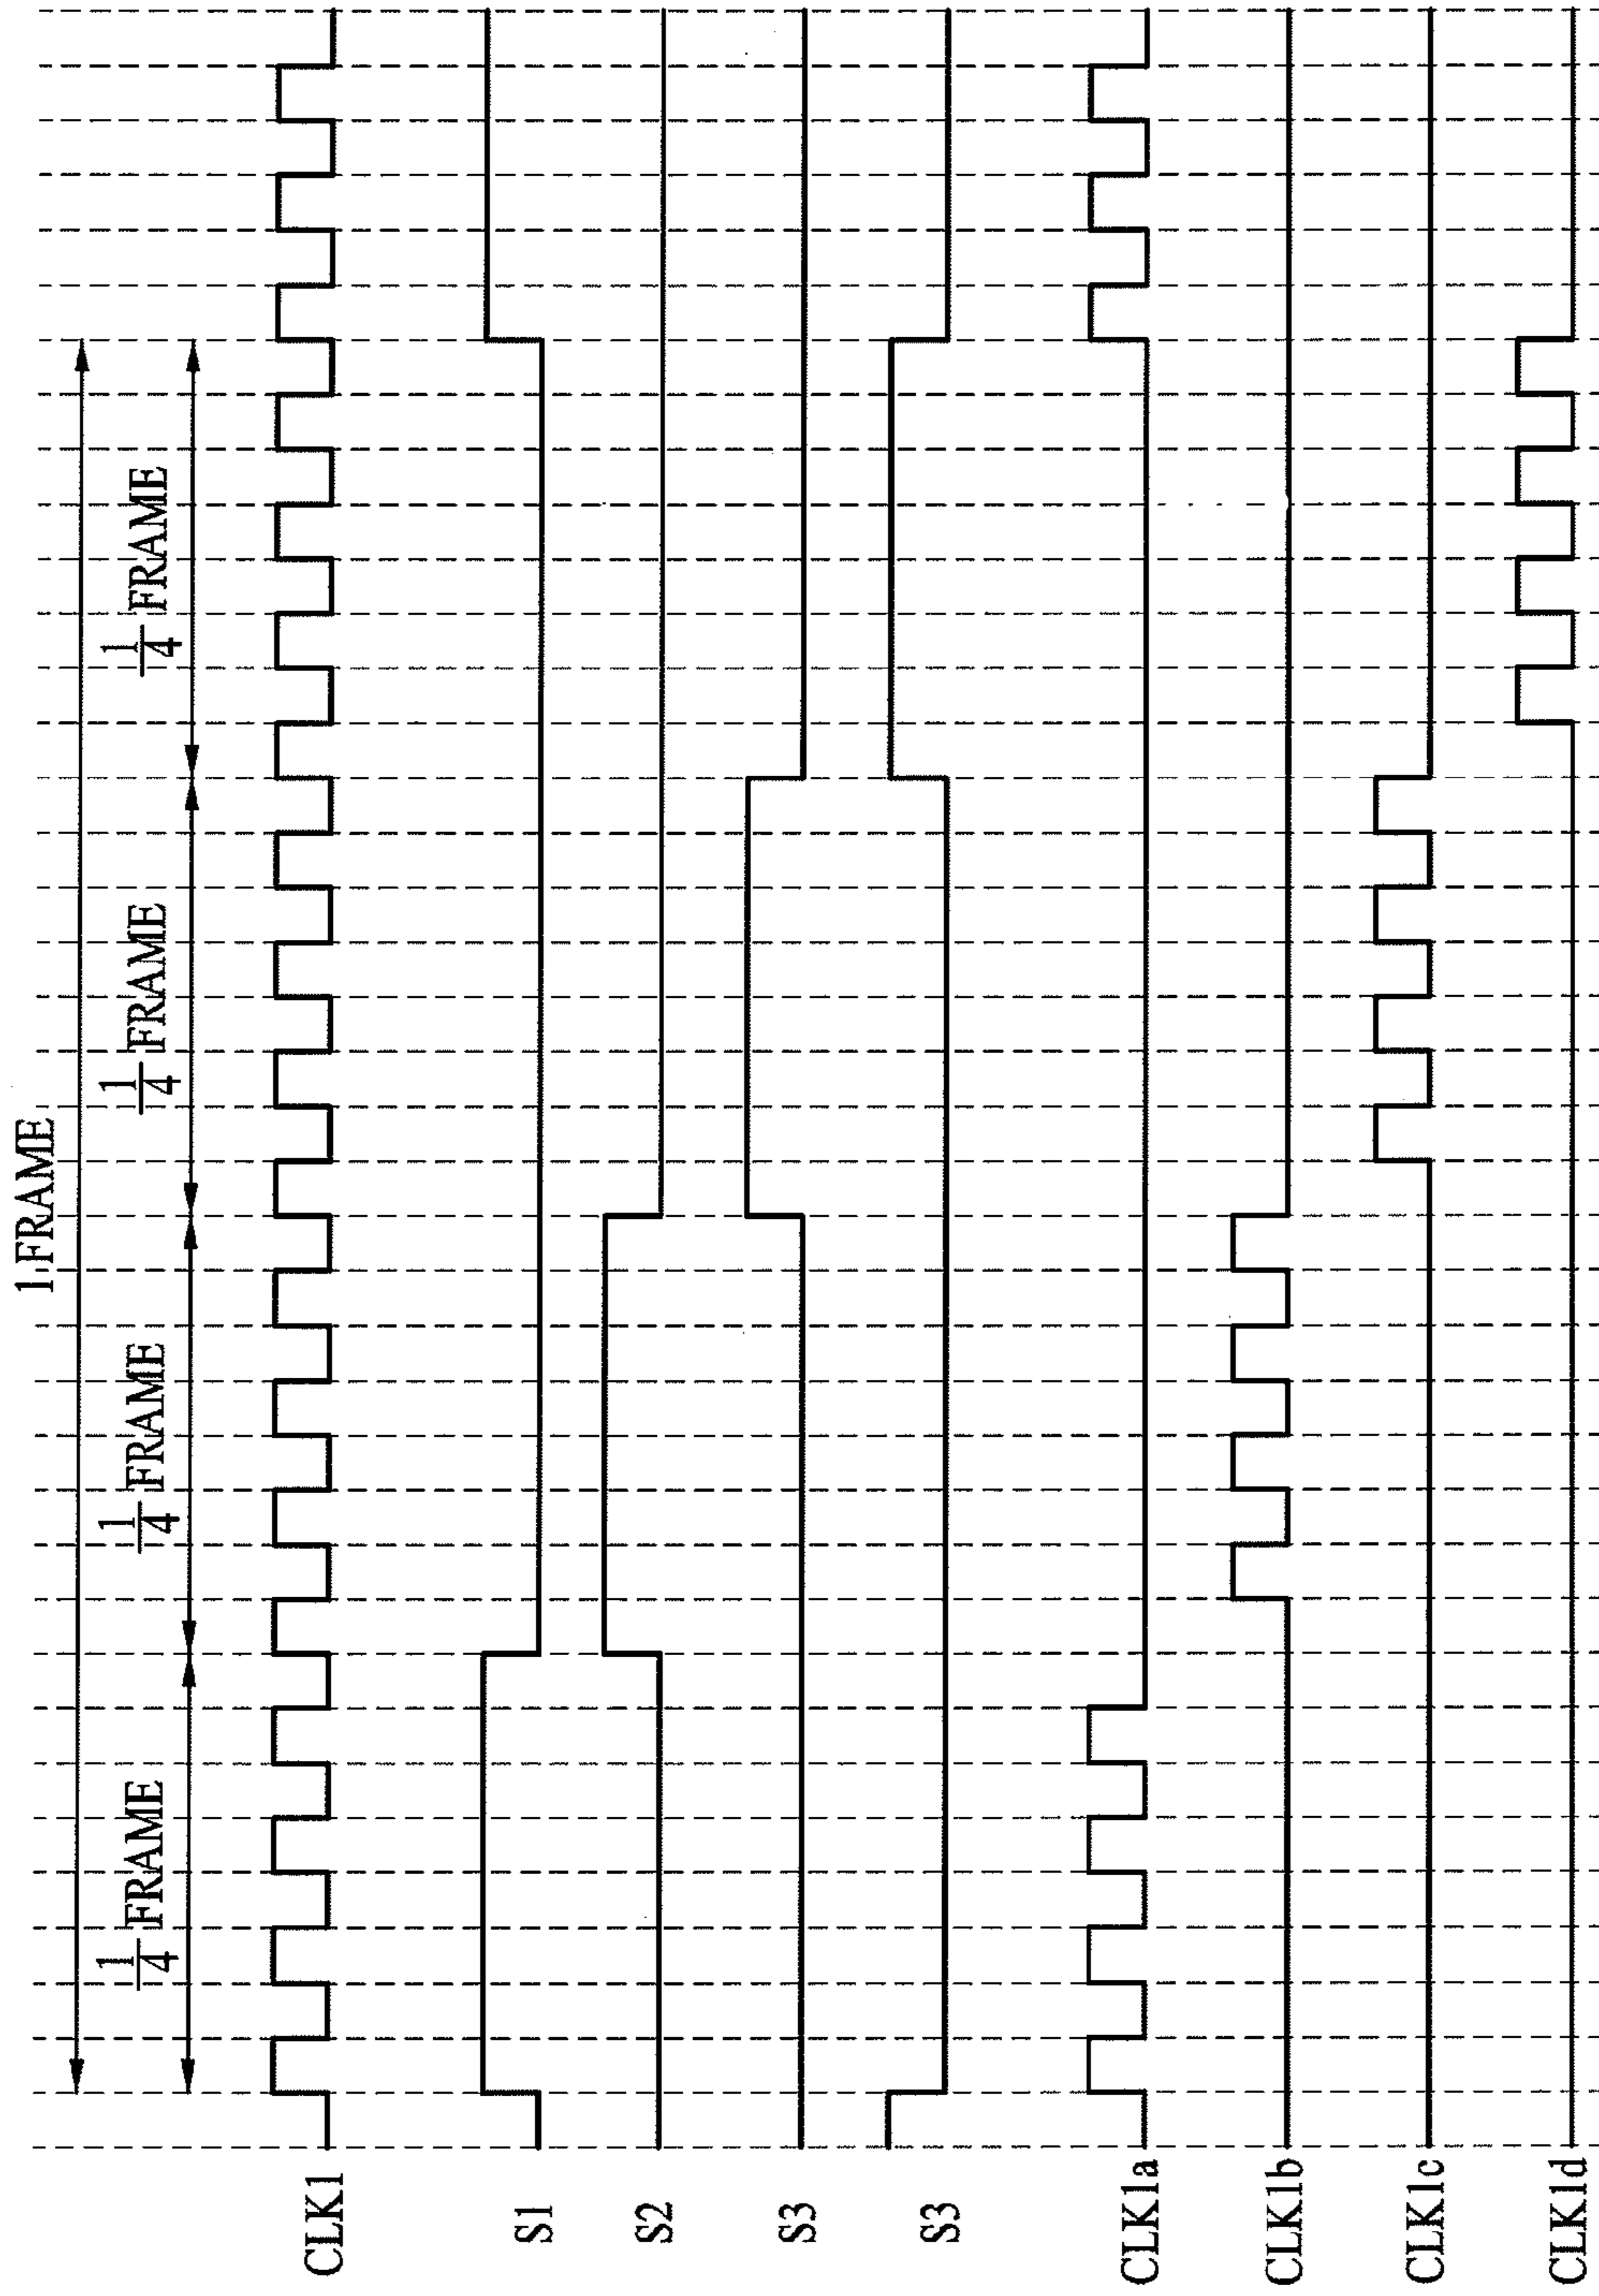 1 FRAME
1/4 FRAME
1/4 FRAME
1/4 FRAME
1/4 FRAME
CLK1
S1
S2
S3
S3
CLK1a
CLK1b
CLK1c
CLK1d